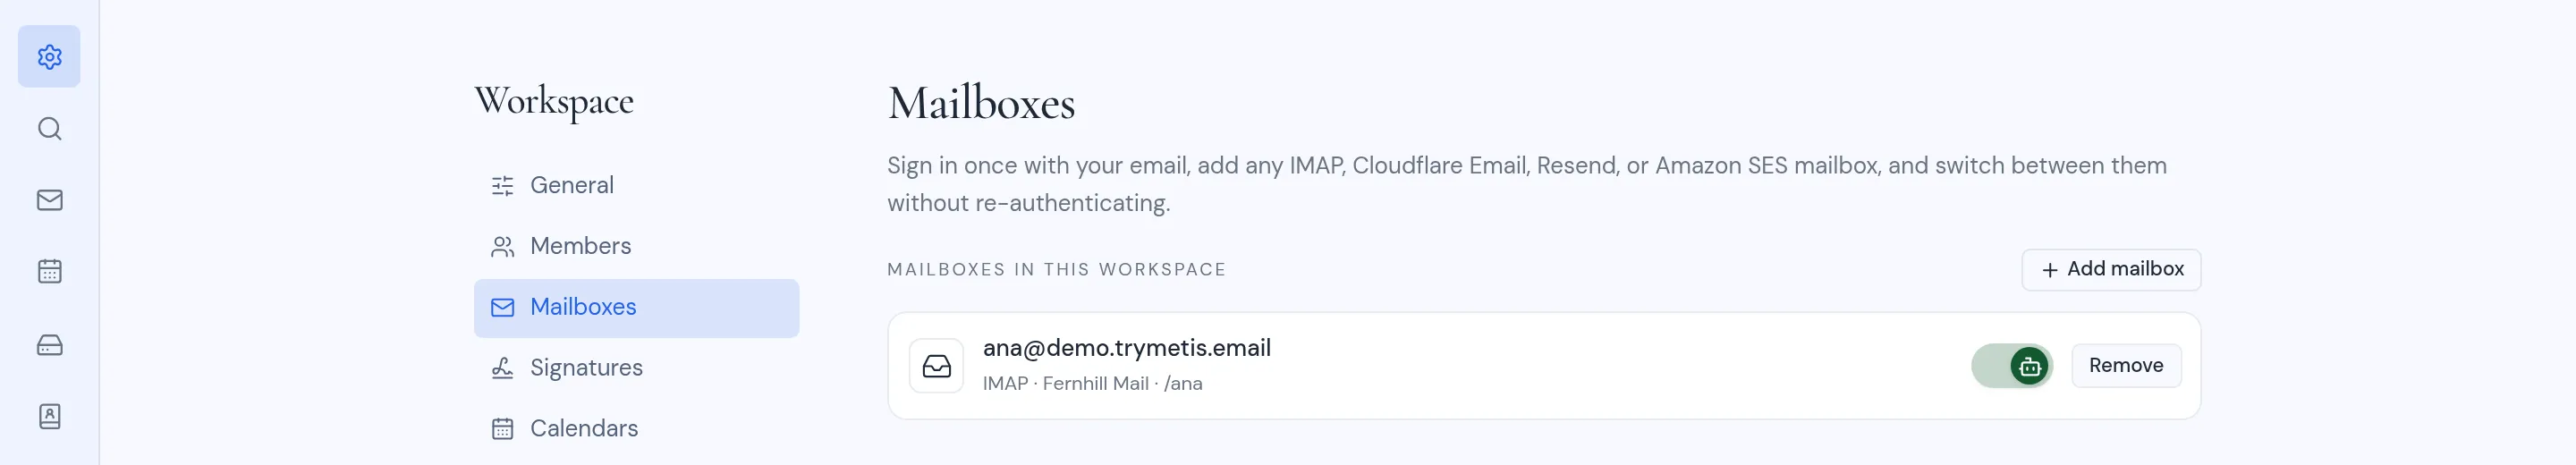 Workspace
General
Members
Mailboxes
Signatures
Calendars
Mailboxes
Sign in once with your email, add any IMAP, Cloudflare Email, Resend, or Amazon SES mailbox, and switch between them
without re-authenticating.
MAILBOXES IN THIS WORKSPACE
Add mailbox
ana@demo.trymetis.email
IMAP · Fernhill Mail · /ana
Remove